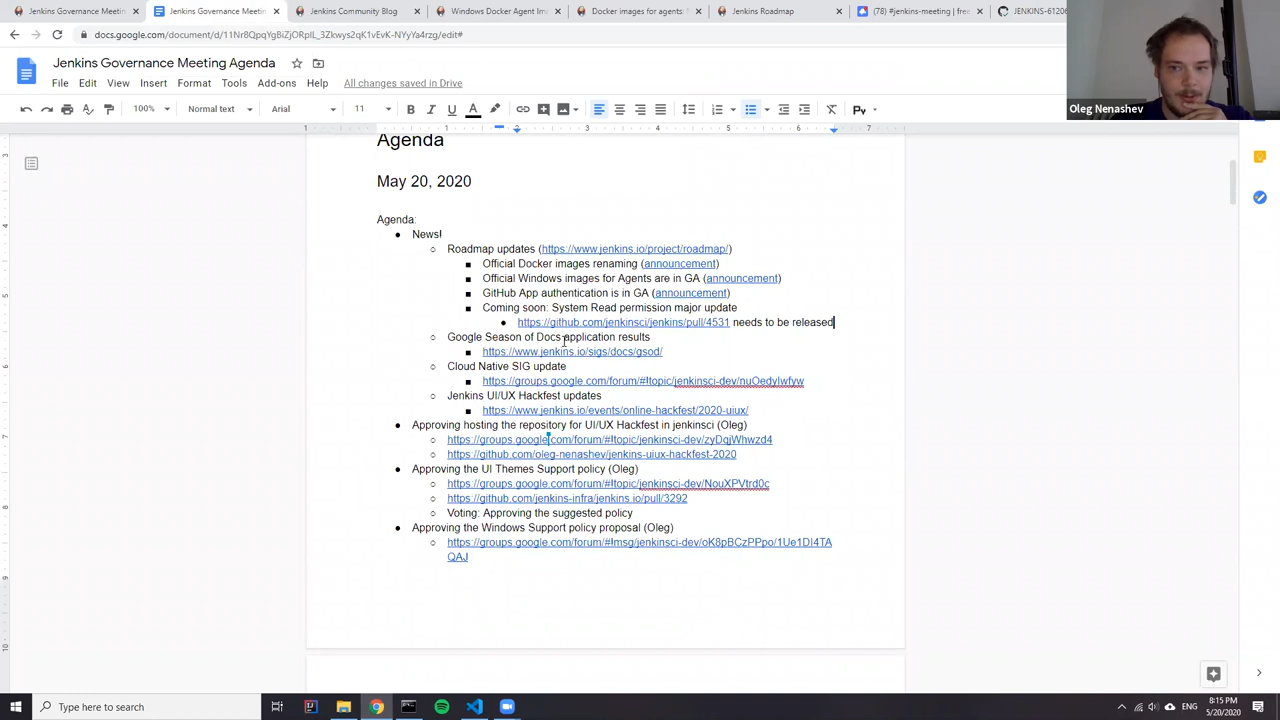 Jenkins Governance Meetin
Jenkins Governance Meetin
Jenkins Community Blog
Windows Docker Agent Im
Docker images for agents: N
Jenkins Roadmap
(78) #jenkins-meeting | free
JENKINS-61206
docs.google.com/document/d/11Nr8QpqYgBiZjORpIL_3Zkwys2qK1vEvK-NYyYa4rzg/edit#
Jenkins Governance Meeting Agenda
File Edit View Insert Format Tools Add-ons Help All changes saved in Drive
100% Normal text Arial 11
Oleg Nenashev
Agenda
May 20, 2020
Agenda:
News!
Roadmap updates (https://www.jenkins.io/project/roadmap/)
Official Docker images renaming (announcement)
Official Windows images for Agents are in GA (announcement)
GitHub App authentication is in GA (announcement)
Coming soon: System Read permission major update
https://github.com/jenkinsci/jenkins/pull/4531 needs to be released
Google Season of Docs application results
https://www.jenkins.io/sigs/docs/gsod/
Cloud Native SIG update
https://groups.google.com/forum/#!topic/jenkinsci-dev/nuOedyIwfyw
Jenkins UI/UX Hackfest updates
https://www.jenkins.io/events/online-hackfest/2020-uiux/
Approving hosting the repository for UI/UX Hackfest in jenkinsci (Oleg)
https://groups.google.com/forum/#!topic/jenkinsci-dev/zyDqjWhwzd4
https://github.com/oleg-nenashev/jenkins-uiux-hackfest-2020
Approving the UI Themes Support policy (Oleg)
https://groups.google.com/forum/#!topic/jenkinsci-dev/NouXPVtrd0c
https://github.com/jenkins-infra/jenkins.io/pull/3292
Voting: Approving the suggested policy
Approving the Windows Support policy proposal (Oleg)
https://groups.google.com/forum/#!msg/jenkinsci-dev/oK8pBCzPPpo/1Ue1DI4TA
QAJ
Type here to search
ENG
8:15 PM
5/20/2020